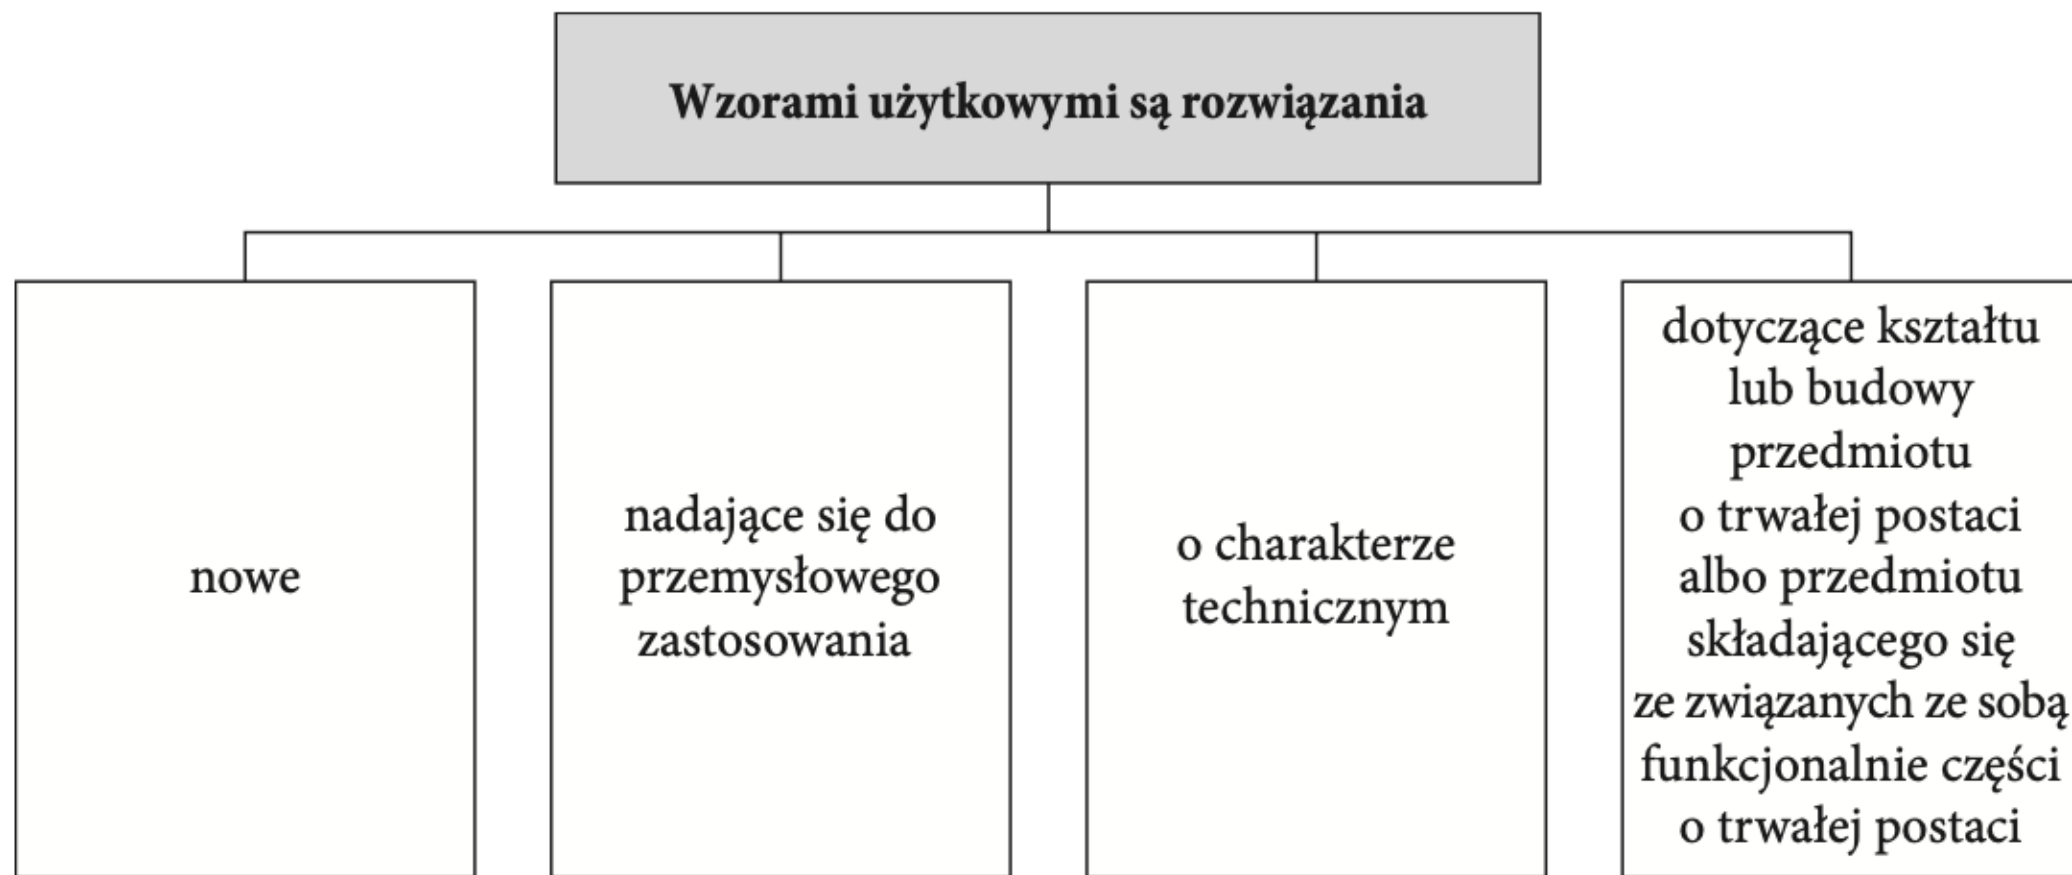 Wzorami użytkowymi są rozwiązania
nowe
nadające się do
przemysłowego
zastosowania
o charakterze
technicznym
dotyczące kształtu
lub budowy
przedmiotu
o trwałej postaci
albo przedmiotu
składającego się
ze związanych ze sobą
funkcjonalnie części
o trwałej postaci